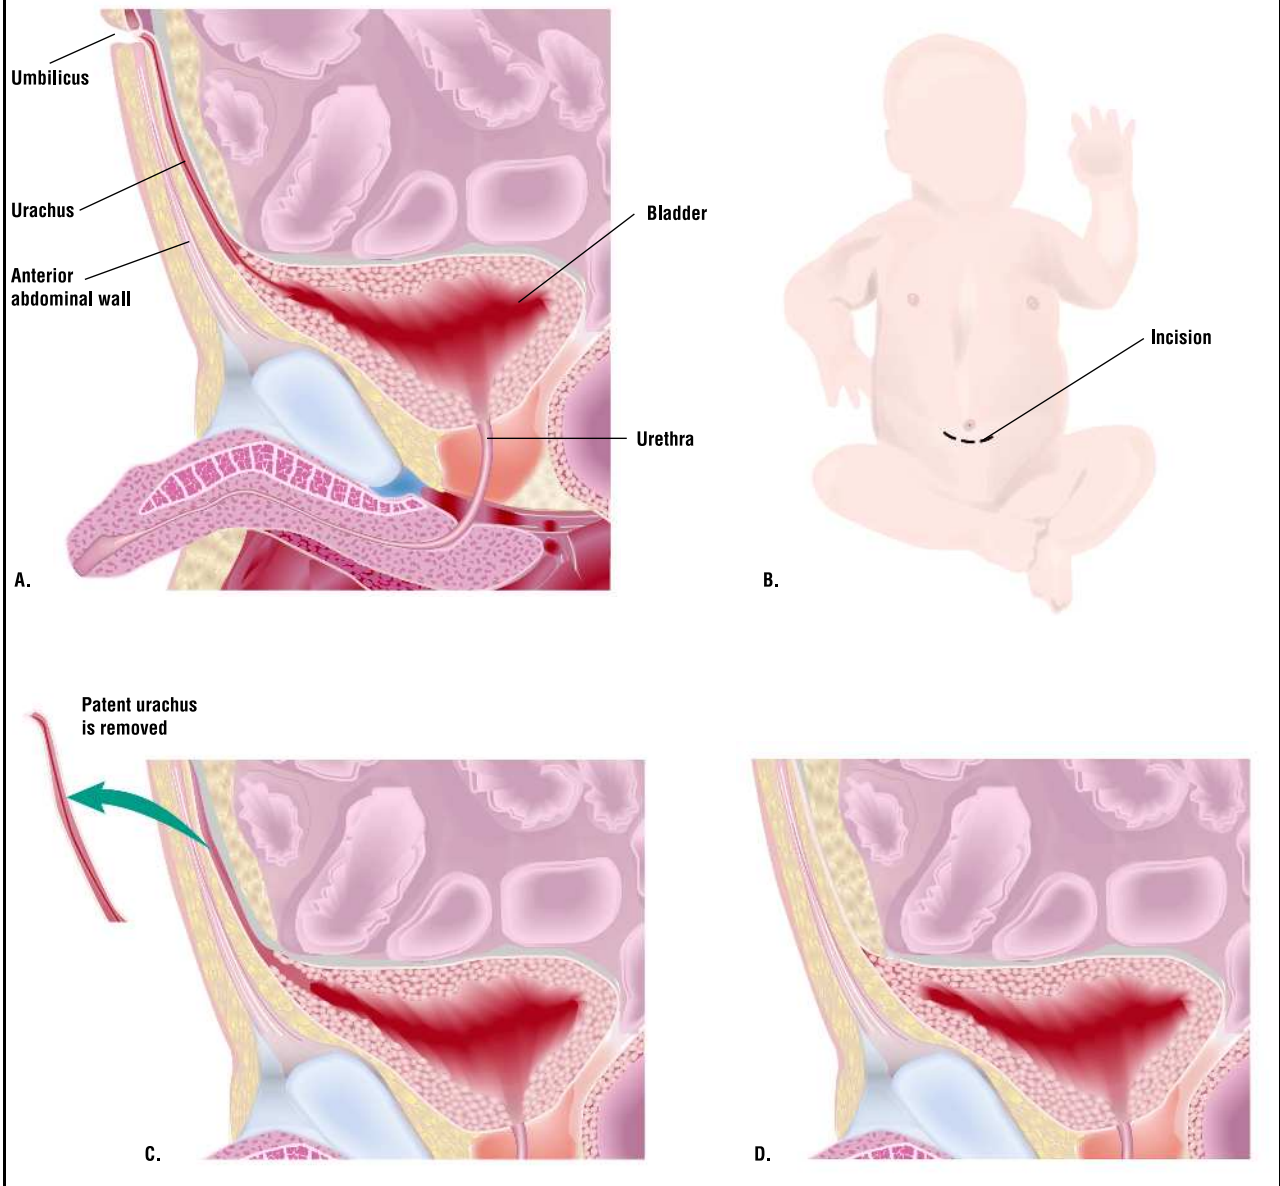 Umbilicus
Urachus
Anterior
abdominal wall
Bladder
Urethra
A.
Incision
B.
Patent urachus
is removed
C.
D.